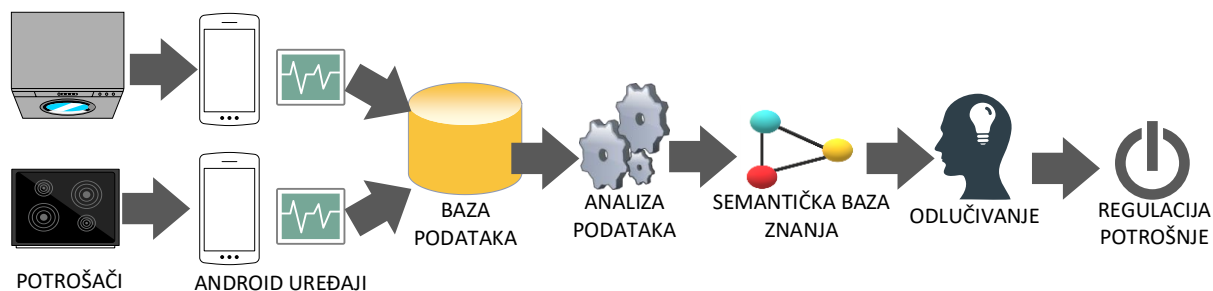 POTROŠAČI
ANDROID UREĐAJI
BAZA
PODATAKA
ANALIZA
PODATAKA
SEMANTIČKA BAZA
ZNANJA
ODLUČIVANJE
REGULACIJA
POTROŠNJE